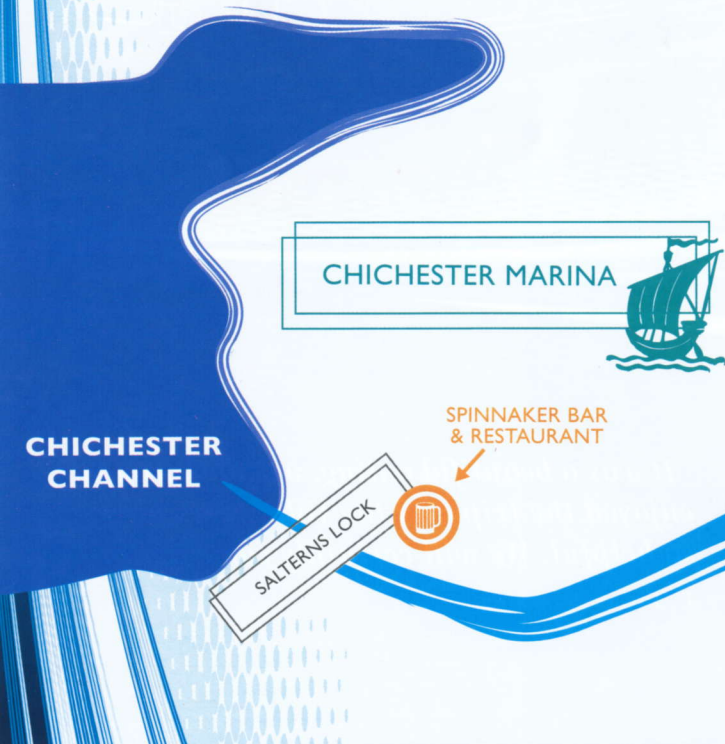 CHICHESTER MARINA
SPINNAKER BAR
& RESTAURANT
CHICHESTER
CHANNEL
SALTERNS LOCK